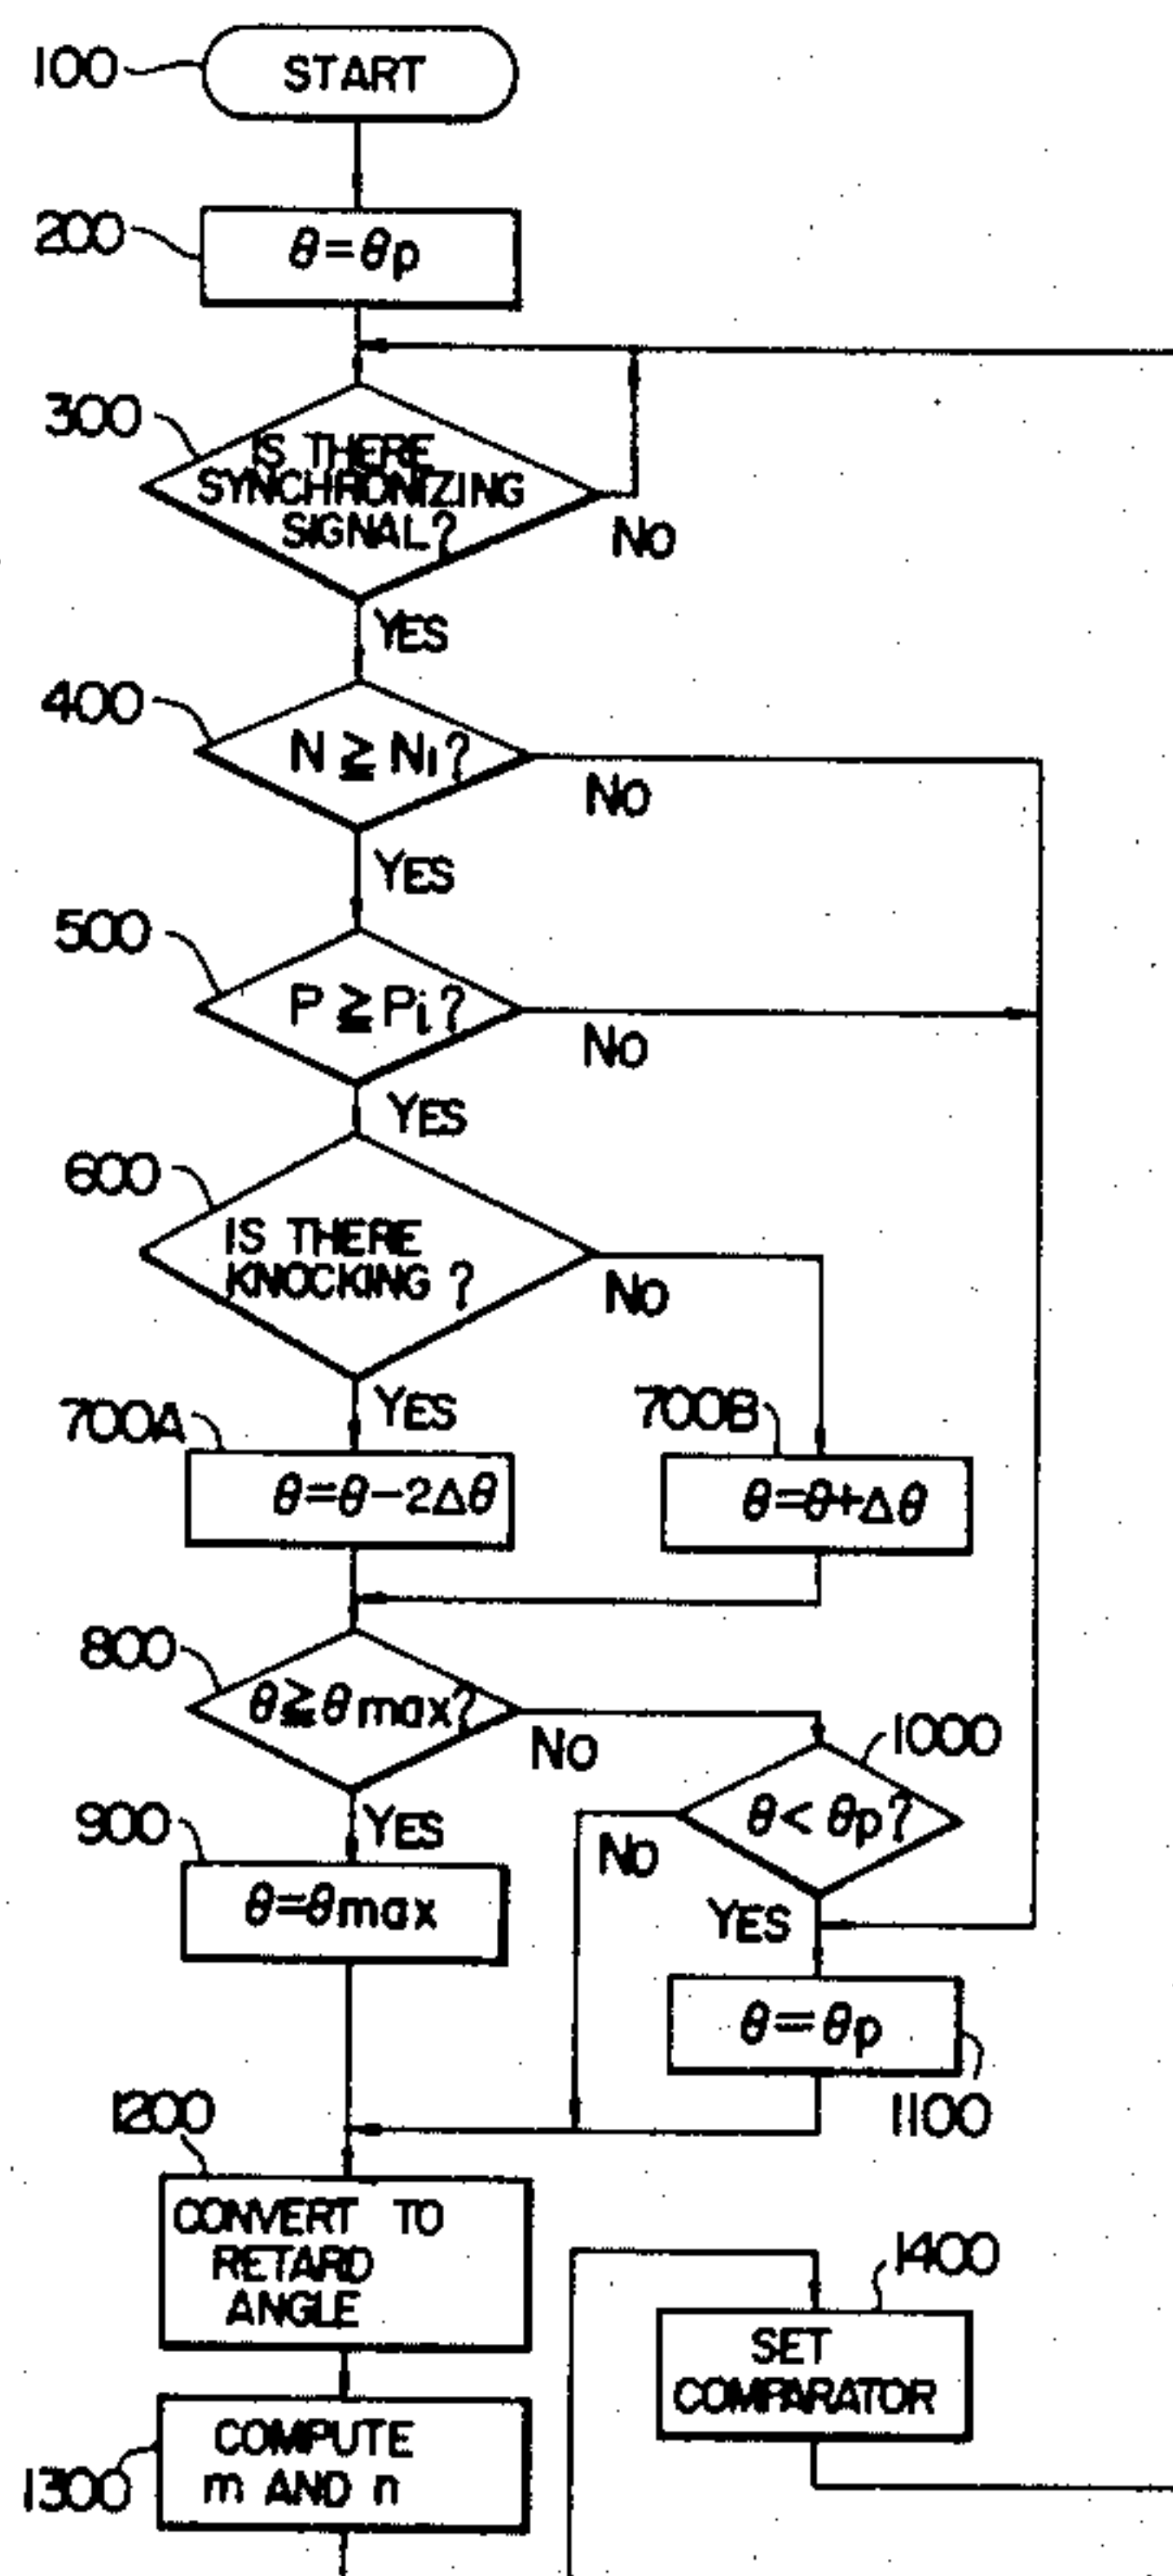 100
START
200
θ=θp
300
IS THERE
SYNCHRONIZING
SIGNAL?
NO
YES
400
N ≧ Ni?
NO
YES
500
P ≧ Pi?
NO
YES
600
IS THERE
KNOCKING ?
NO
YES
700A
θ=θ-2Δθ
700B
θ=θ+Δθ
800
θ≧θmax?
NO
YES
1000
θ< θp?
NO
YES
900
θ=θmax
θ=θp
1100
1200
CONVERT TO
RETARD
ANGLE
1400
SET
COMPARATOR
1300
COMPUTE
m AND n